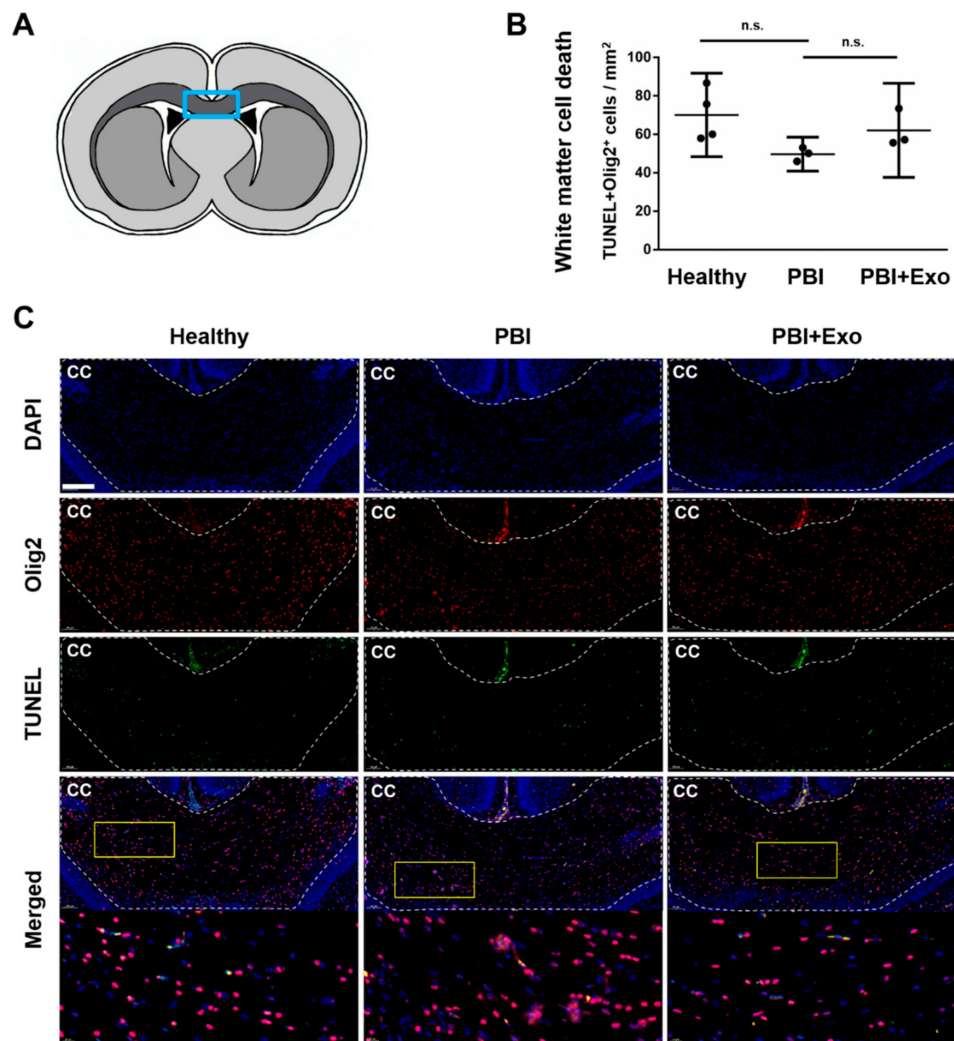 A
B
White matter cell death
TUNEL+Olig2+ cells / mm²
n.s.
n.s.
100
80
60
40
20
0
Healthy PBI PBI+Exo
C
Healthy PBI PBI+Exo
DAPI
CC CC CC
Olig2
CC CC CC
TUNEL
CC CC CC
Merged
CC CC CC